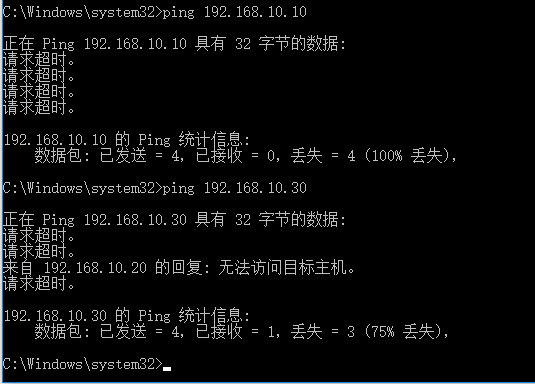 C:\Windows\system32>ping 192.168.10.10
正在 Ping 192.168.10.10 具有 32 字节的数据:
请求超时。
请求超时。
请求超时。
请求超时。
192.168.10.10 的 Ping 统计信息:
数据包: 已发送 = 4, 已接收 = 0, 丢失 = 4 (100% 丢失),
C:\Windows\system32>ping 192.168.10.30
正在 Ping 192.168.10.30 具有 32 字节的数据:
请求超时。
请求超时。
来自 192.168.10.20 的回复: 无法访问目标主机。
请求超时。
192.168.10.30 的 Ping 统计信息:
数据包: 已发送 = 4, 已接收 = 1, 丢失 = 3 (75% 丢失),
C:\Windows\system32>